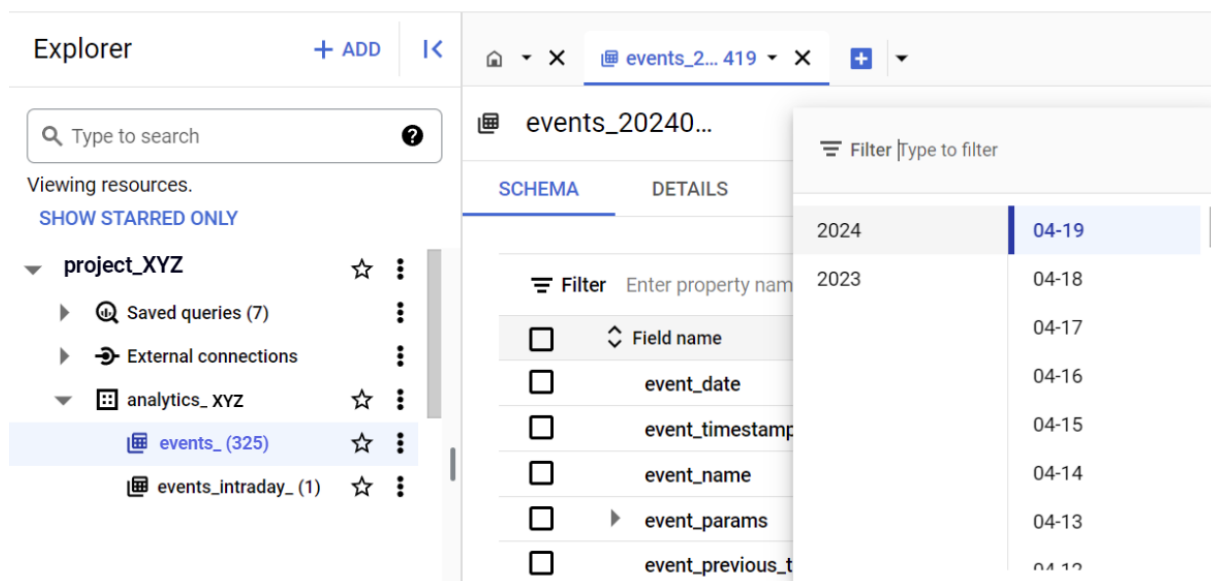 Explorer
+ ADD
events_2... 419
events_20240...
Type to search
Viewing resources.
SHOW STARRED ONLY
project_XYZ
Saved queries (7)
External connections
analytics_ XYZ
events_ (325)
events_intraday_ (1)
SCHEMA
DETAILS
Filter Enter property nam
Field name
event_date
event_timestamp
event_name
event_params
event_previous_t
Filter Type to filter
2024
2023
04-19
04-18
04-17
04-16
04-15
04-14
04-13
04-12